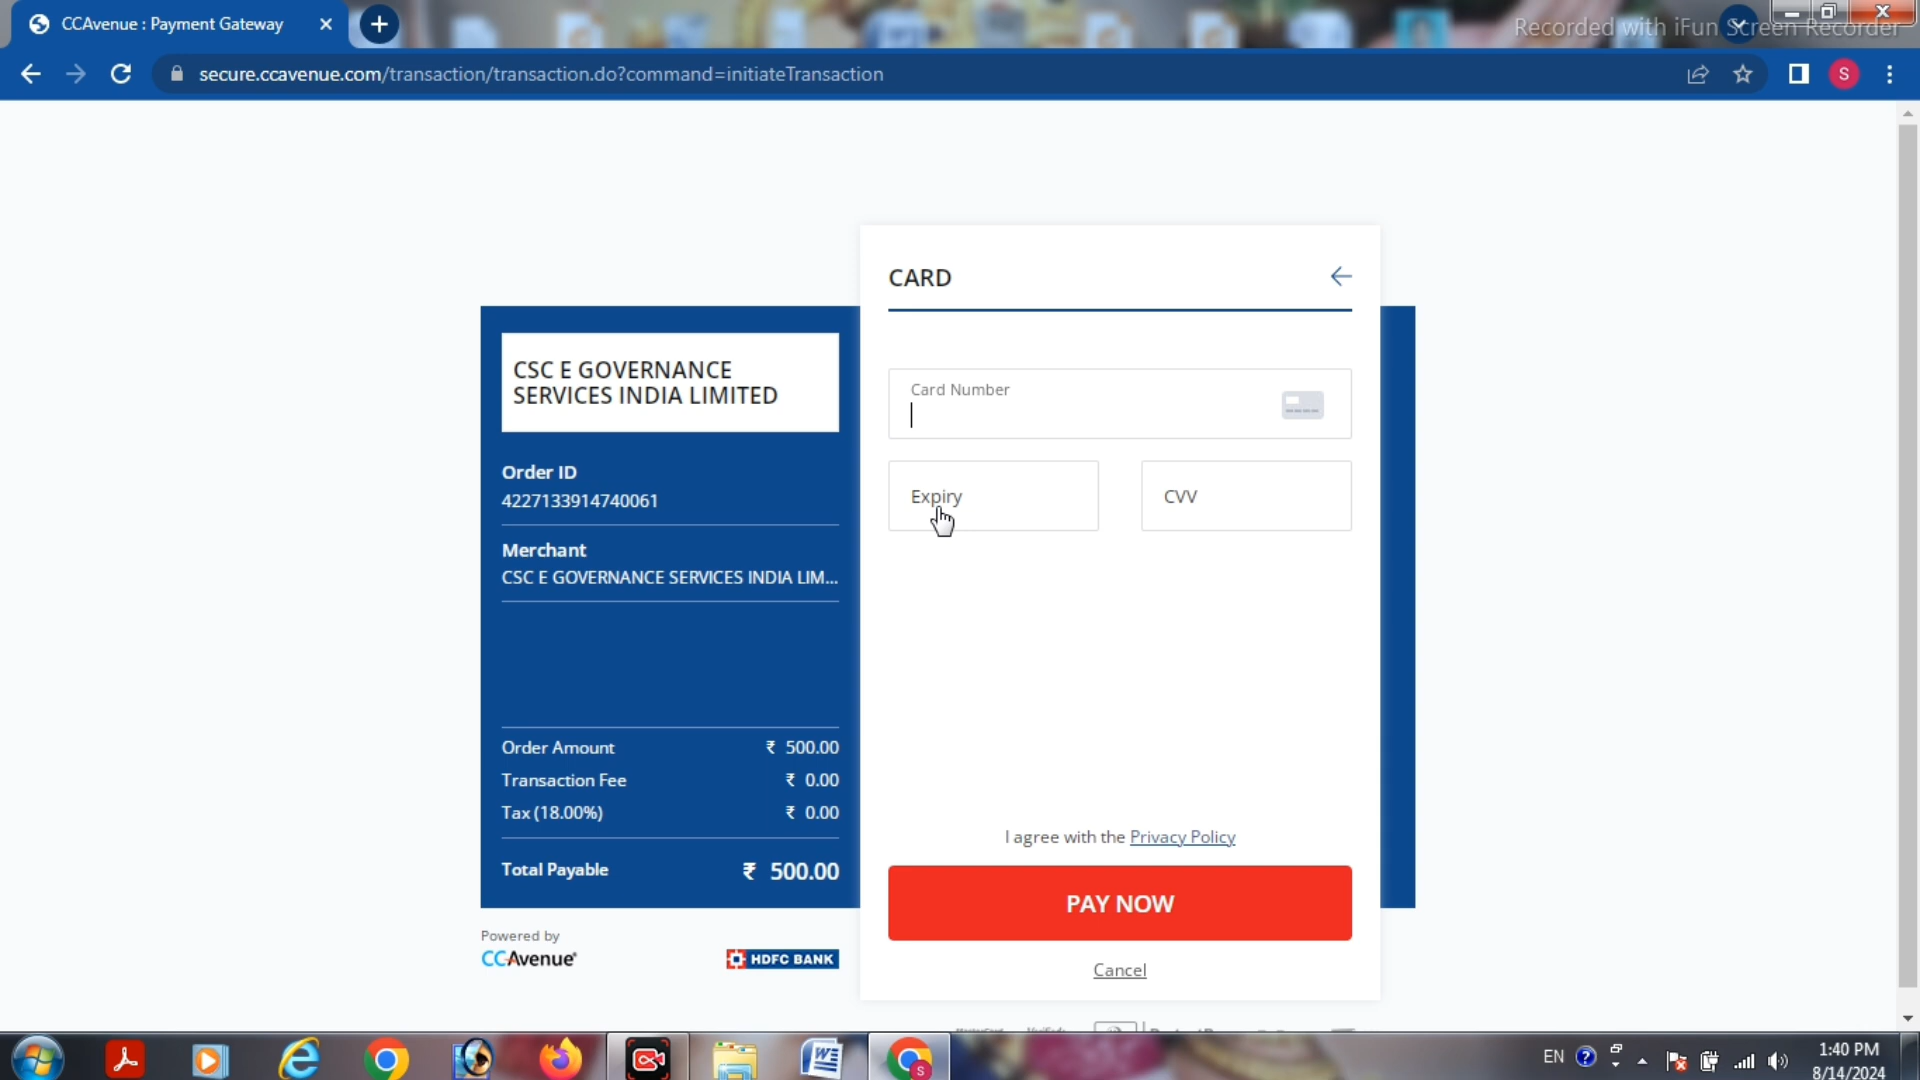 CCAvenue : Payment Gateway
Recorded with iFun Screen Recorder
secure.ccavenue.com/transaction/transaction.do?command=initiateTransaction
S
CARD
CSC E GOVERNANCE
SERVICES INDIA LIMITED
Card Number
Order ID
4227133914740061
Expiry
CVV
Merchant
CSC E GOVERNANCE SERVICES INDIA LIM...
Order Amount ₹ 500.00
Transaction Fee ₹ 0.00
Tax (18.00%) ₹ 0.00
Total Payable ₹ 500.00
I agree with the Privacy Policy
PAY NOW
Cancel
Powered by
CCAvenue
HDFC BANK
EN
1:40 PM
8/14/2024